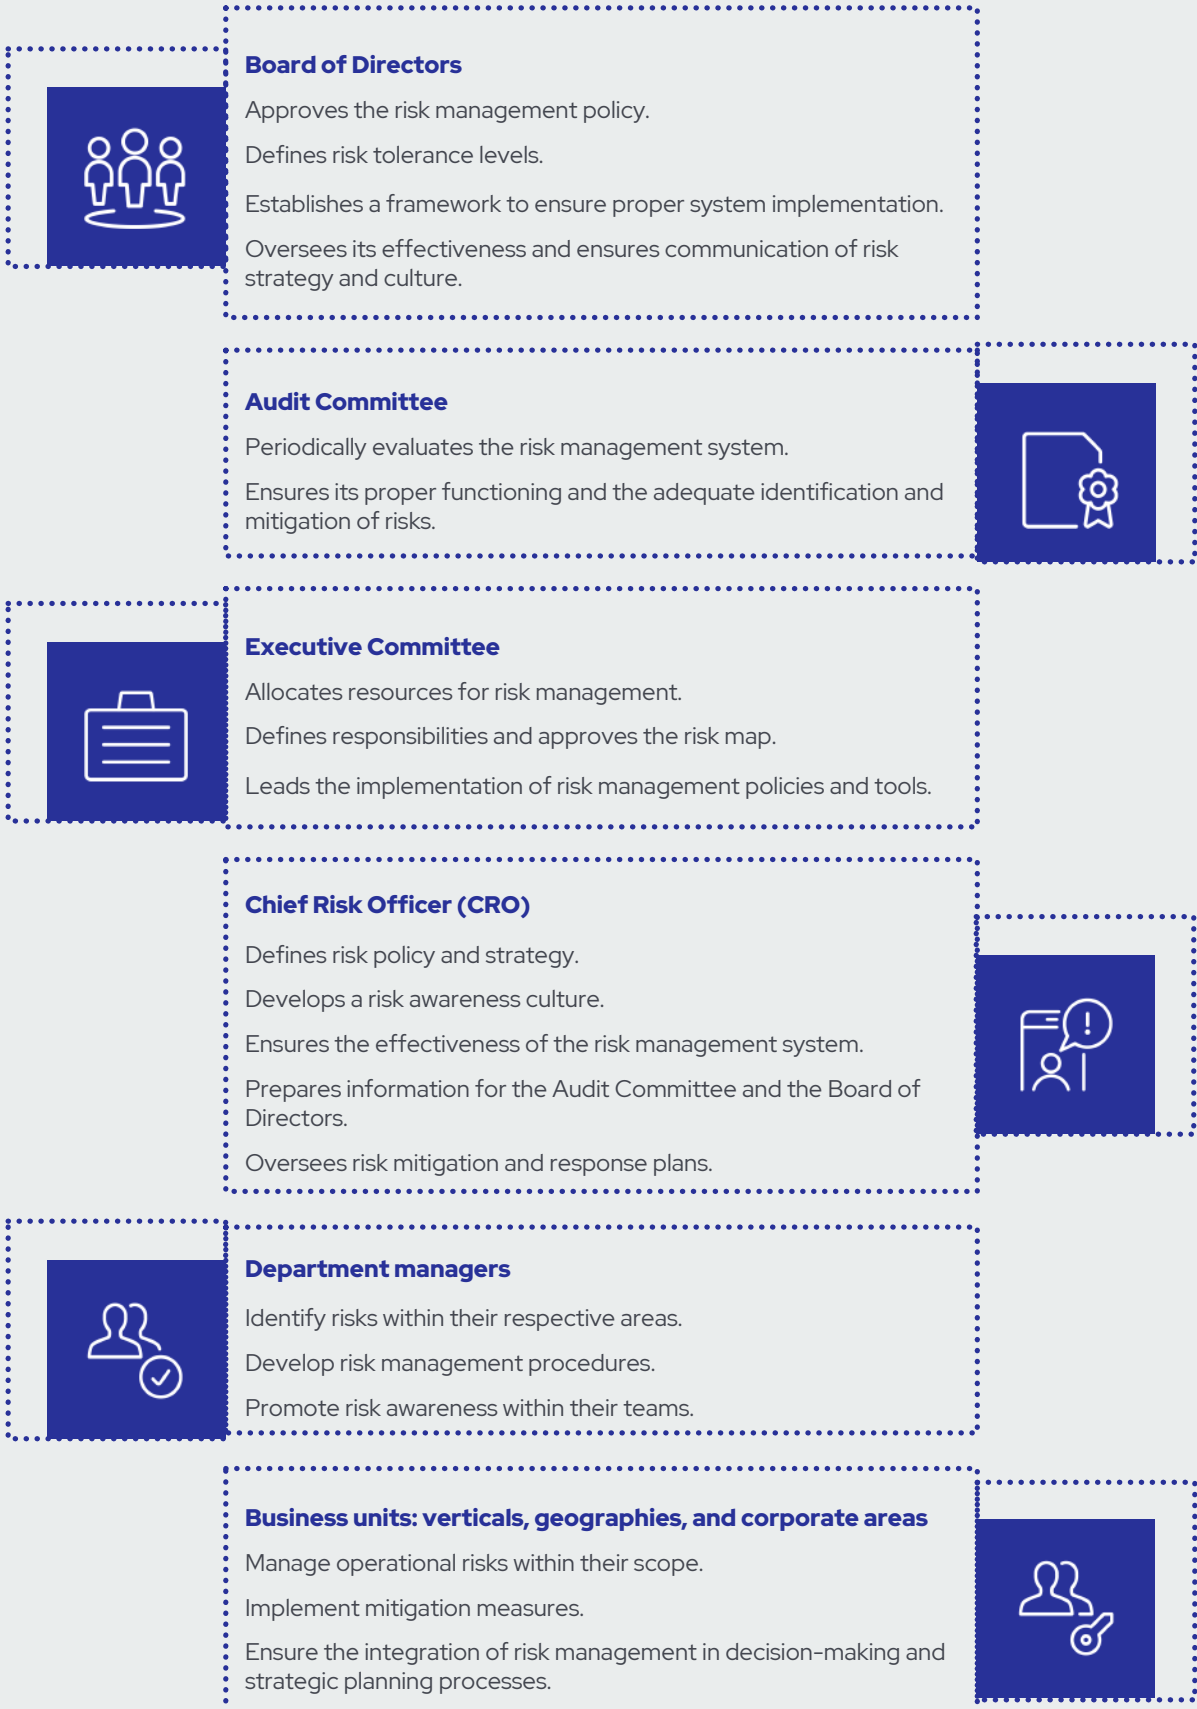 Board of Directors
Approves the risk management policy.
Defines risk tolerance levels.
Establishes a framework to ensure proper system implementation.
Oversees its effectiveness and ensures communication of risk
strategy and culture.
Audit Committee
Periodically evaluates the risk management system.
Ensures its proper functioning and the adequate identification and
mitigation of risks.
Executive Committee
Allocates resources for risk management.
Defines responsibilities and approves the risk map.
Leads the implementation of risk management policies and tools.
Chief Risk Officer (CRO)
Defines risk policy and strategy.
Develops a risk awareness culture.
Ensures the effectiveness of the risk management system.
Prepares information for the Audit Committee and the Board of
Directors.
Oversees risk mitigation and response plans.
Department managers
Identify risks within their respective areas.
Develop risk management procedures.
Promote risk awareness within their teams.
Business units: verticals, geographies, and corporate areas
Manage operational risks within their scope.
Implement mitigation measures.
Ensure the integration of risk management in decision-making and
strategic planning processes.